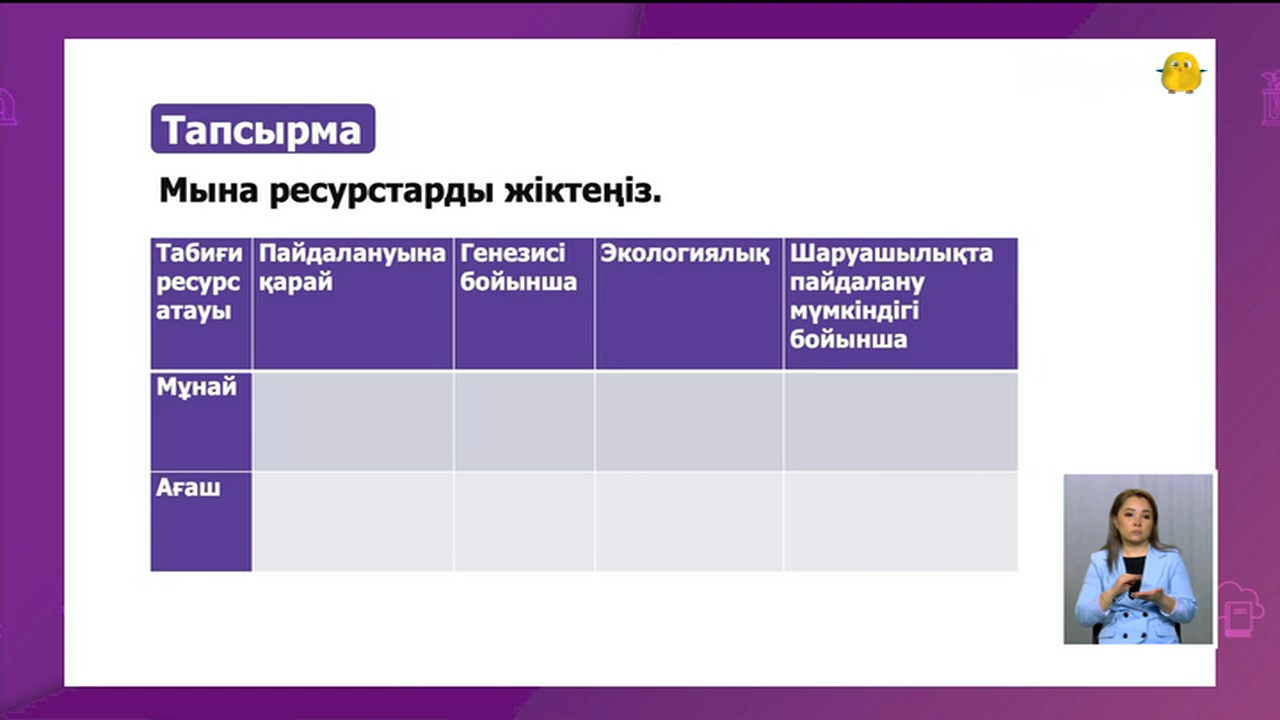 Тапсырма
Мына ресурстарды жіктеңіз.
Табиғи
ресурс
атауы
Пайдалануына
қарай
Генезисі
бойынша
Экологиялық
Шаруашылықта
пайдалану
мүмкіндігі
бойынша
Мұнай
Ағаш